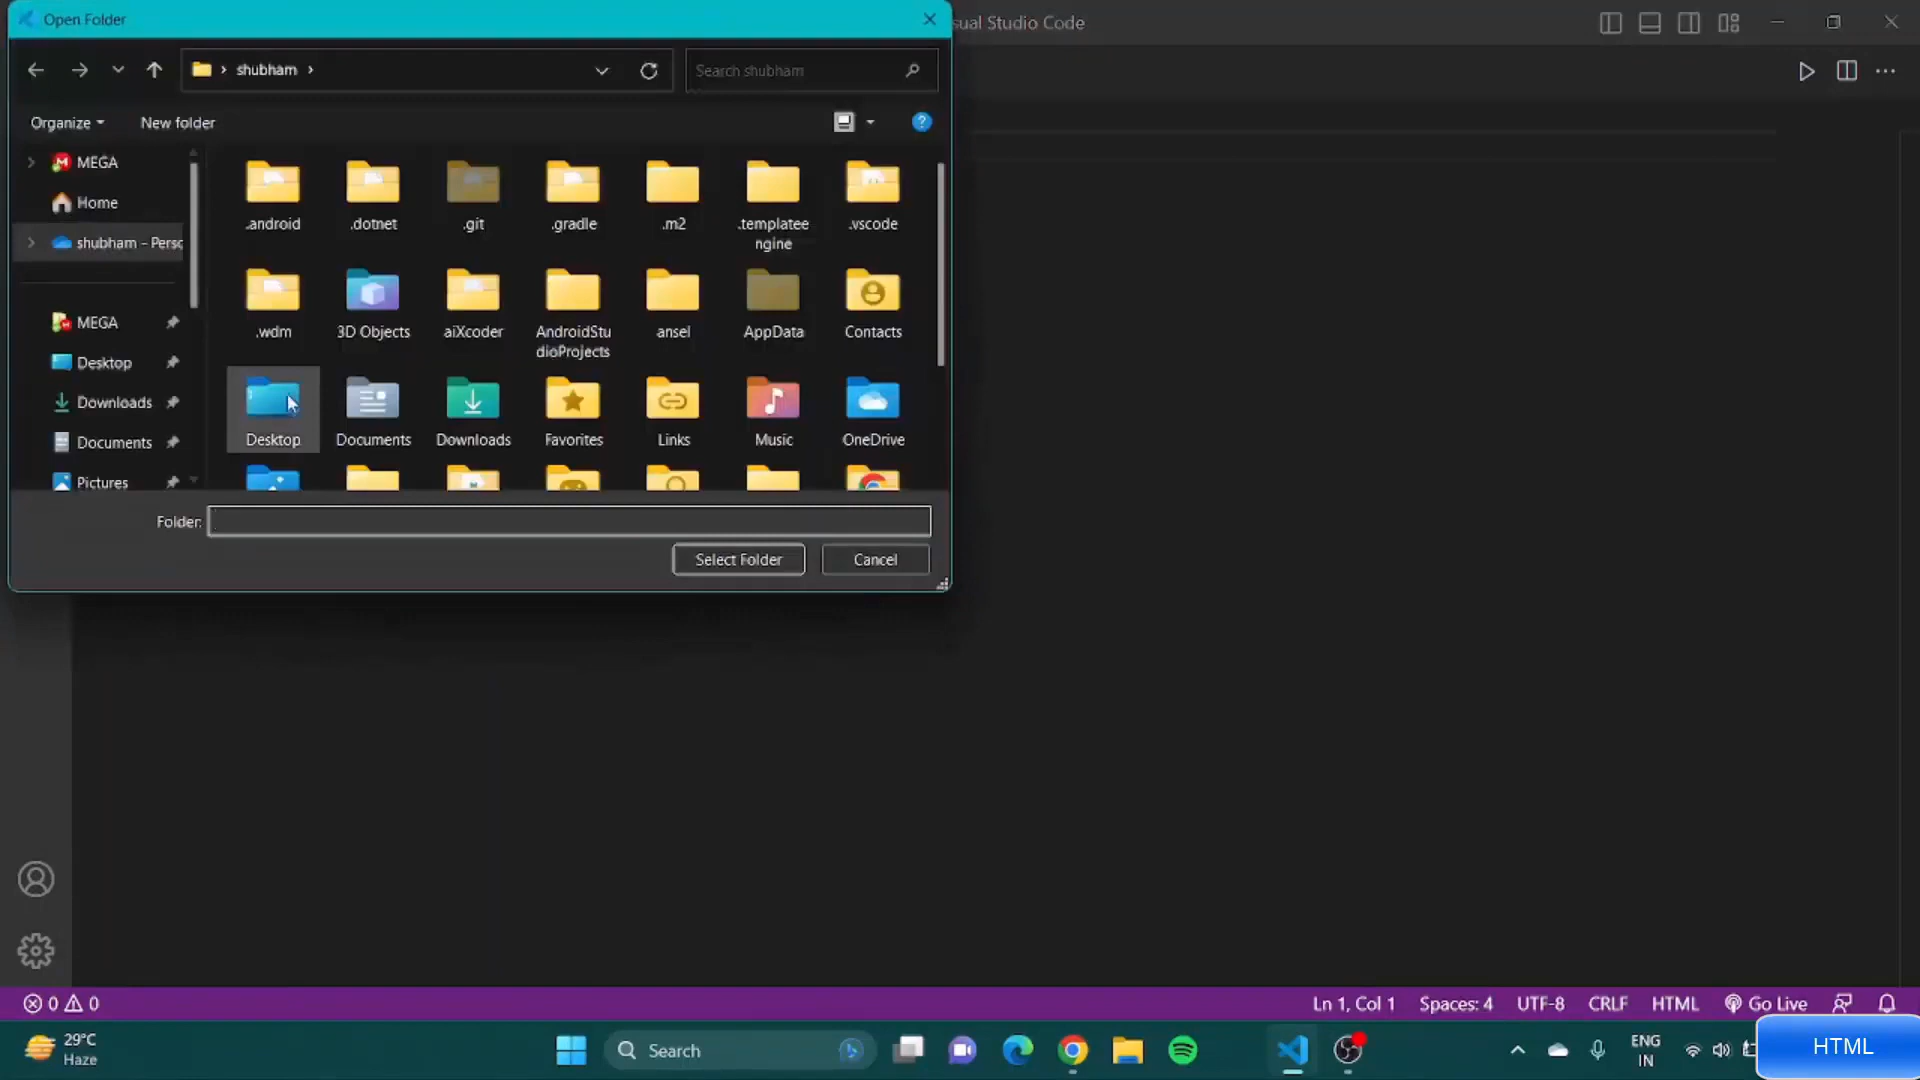 Open Folder
sual Studio Code
shubham
Search shubham
Organize
New folder
MEGA
Home
shubham - Persc
MEGA
Desktop
Downloads
Documents
Pictures
.android
.dotnet
.git
.gradle
.m2
.templatee
ngine
.vscode
.wdm
3D Objects
aiXcoder
AndroidStu
dioProjects
ansel
AppData
Contacts
Desktop
Documents
Downloads
Favorites
Links
Music
OneDrive
Folder:
Select Folder
Cancel
0
0
Ln 1, Col 1
Spaces: 4
UTF-8
CRLF
HTML
Go Live
29°C
Haze
Search
ENG
IN
HTML